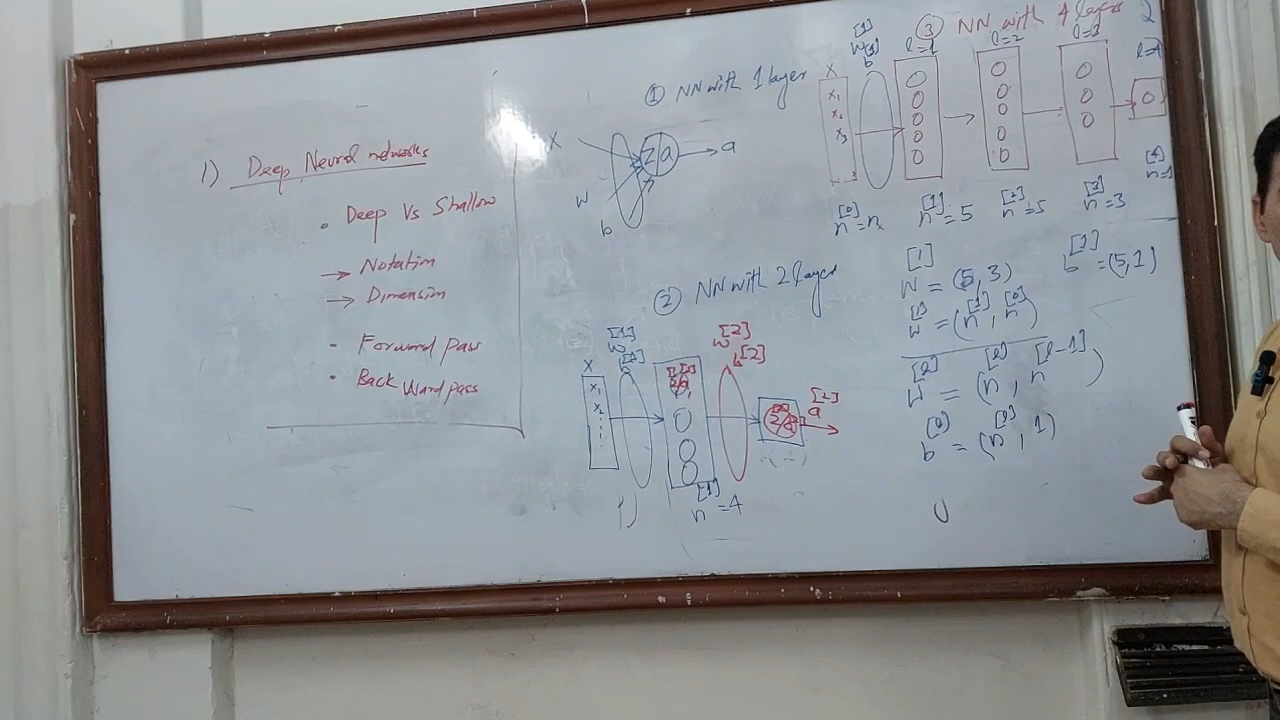 1) Deep Neural networks
• Deep Vs Shallow
→ Notation
→ Dimension
• Forward pass
• Back ward pass
① NN with 1 layer
X
z a → a
W
b
② NN with 2 layer
[1] [2]
W W
[1] [2]
b b
X
x₁
x₂
[2]
a
[1]
n = 4
③ NN with 4 layers
[1]
W
[1]
b
l=1 l=2 l=3 l=4
X
x₁
x₂
x₃
[0] [1] [2] [3] [4]
n = nₓ n = 5 n = 5 n = 3 n = 1
[1] [1]
W = (5, 3) b = (5, 1)
[1] [1] [0]
W = (n, n)
[l] [l] [l-1]
W = (n, n)
[l] [l]
b = (n, 1)